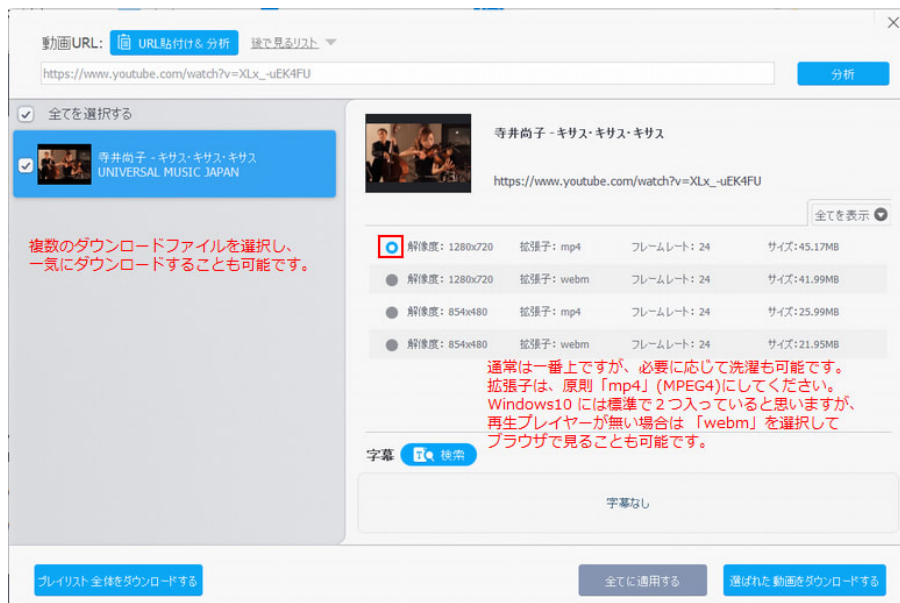 動画URL: URL貼付け& 分析 後で見るリスト
https://www.youtube.com/watch?v=XLx_-uEK4FU 分析
全てを選択する
寺井尚子 - キサス・キサス・キサス
UNIVERSAL MUSIC JAPAN
複数のダウンロードファイルを選択し、
一気にダウンロードすることも可能です。
寺井尚子 - キサス・キサス・キサス
https://www.youtube.com/watch?v=XLx_-uEK4FU
全てを表示
解像度: 1280x720 拡張子: mp4 フレームレート: 24 サイズ:45.17MB
解像度: 1280x720 拡張子: webm フレームレート: 24 サイズ:41.99MB
解像度: 854x480 拡張子: mp4 フレームレート: 24 サイズ:25.99MB
解像度: 854x480 拡張子: webm フレームレート: 24 サイズ:21.95MB
通常は一番上ですが、必要に応じて洗濯も可能です。
拡張子は、原則「mp4」(MPEG4)にしてください。
Windows10 には標準で2つ入っていると思いますが、
再生プレイヤーが無い場合は 「webm」を選択して
ブラウザで見ることも可能です。
字幕 検索
字幕なし
プレイリスト全体をダウンロードする 全てに適用する 選ばれた動画をダウンロードする